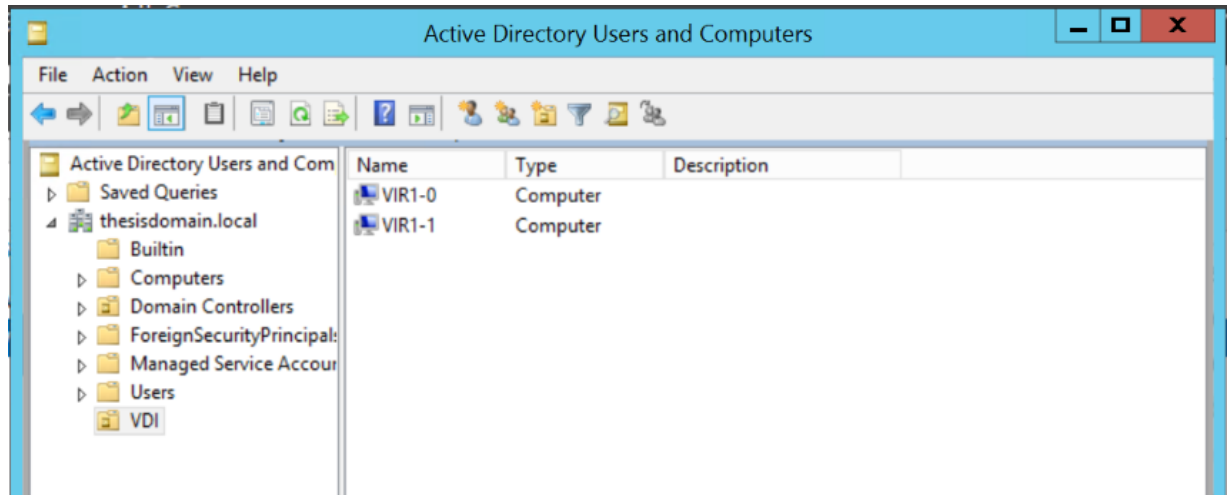 Active Directory Users and Computers
File Action View Help
Active Directory Users and Com
Saved Queries
thesisdomain.local
Builtin
Computers
Domain Controllers
ForeignSecurityPrincipals
Managed Service Accour
Users
VDI
Name Type Description
VIR1-0 Computer
VIR1-1 Computer